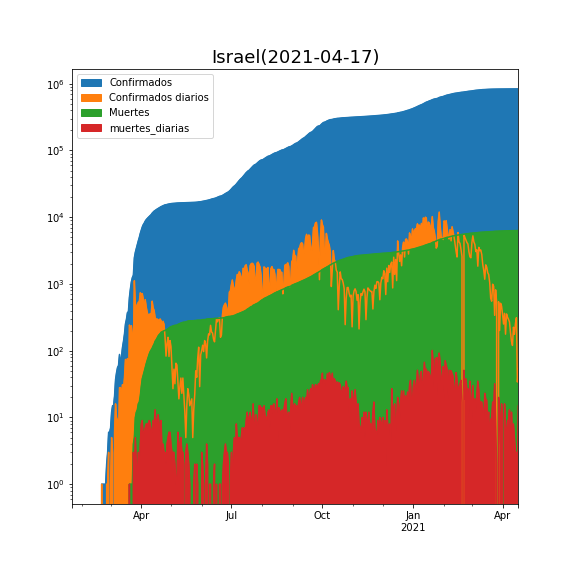 Israel(2021-04-17)
Confirmados
Confirmados diarios
Muertes
muertes_diarias
10^6
10^5
10^4
10^3
10^2
10^1
10^0
Apr Jul Oct Jan Apr
2021